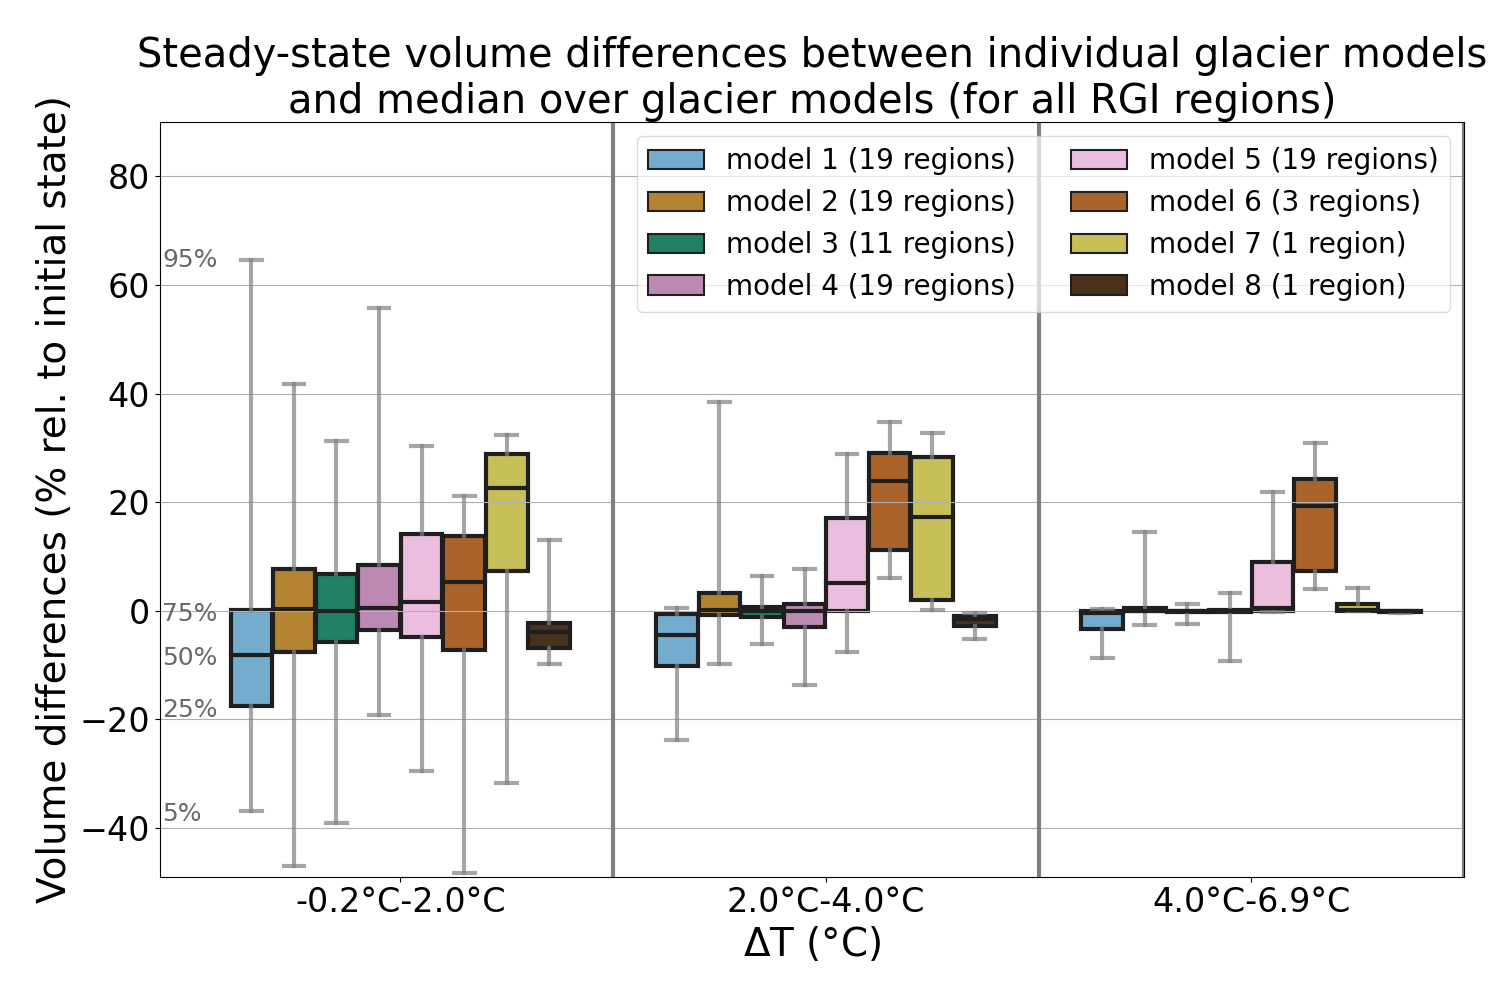 Steady-state volume differences between individual glacier models
and median over glacier models (for all RGI regions)
Volume differences (% rel. to initial state)
80
60
40
20
0
−20
−40
95%
75%
50%
25%
5%
model 1 (19 regions)
model 2 (19 regions)
model 3 (11 regions)
model 4 (19 regions)
model 5 (19 regions)
model 6 (3 regions)
model 7 (1 region)
model 8 (1 region)
-0.2°C-2.0°C
2.0°C-4.0°C
4.0°C-6.9°C
ΔT (°C)